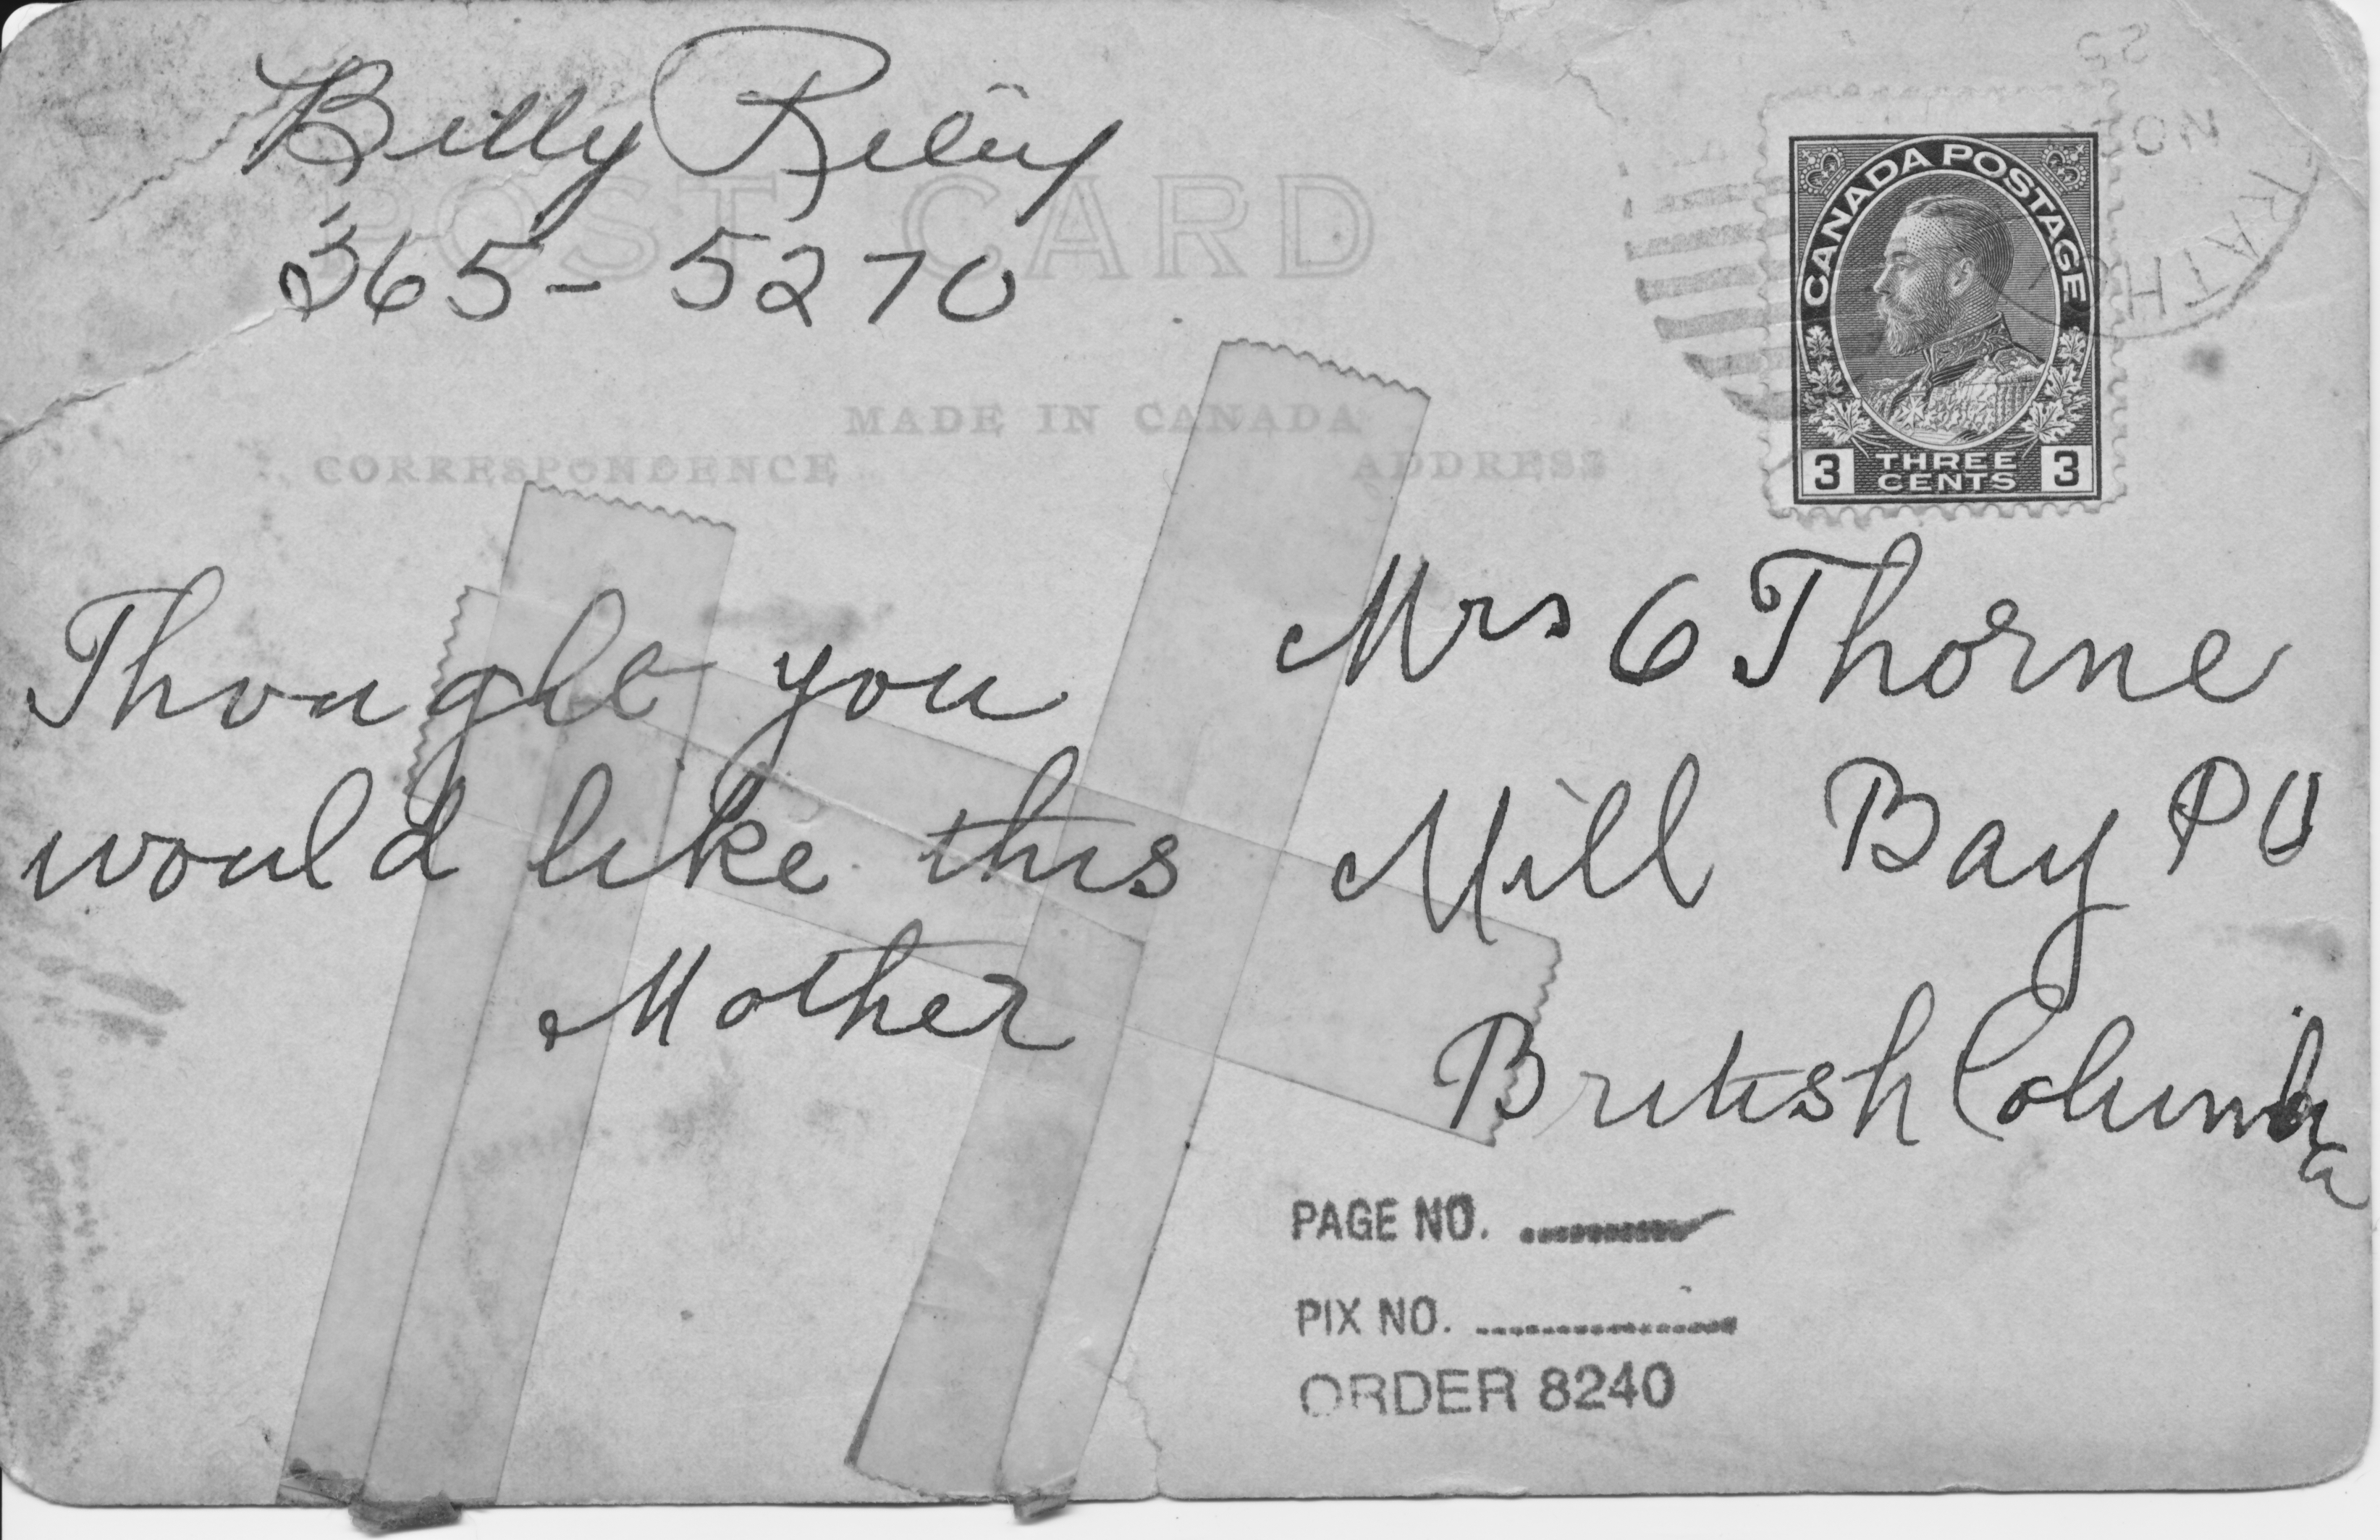 Billy Riley
365-5270
POST CARD
MADE IN CANADA
CORRESPONDENCE
ADDRESS
CANADA POSTAGE
3 THREE CENTS 3
Thought you
would like this
Mother
Mrs C Thorne
Mill Bay PO
British Columbia
PAGE NO.
PIX NO.
ORDER 8240